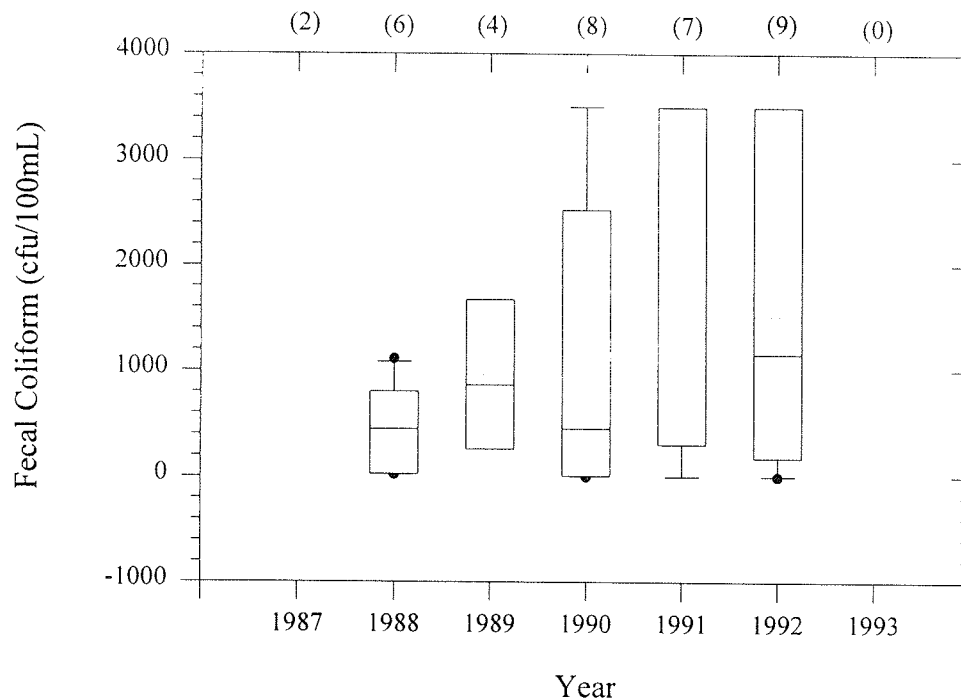 (2) (6) (4) (8) (7) (9) (0)
4000
3000
2000
1000
0
-1000
Fecal Coliform (cfu/100mL)
1987 1988 1989 1990 1991 1992 1993
Year